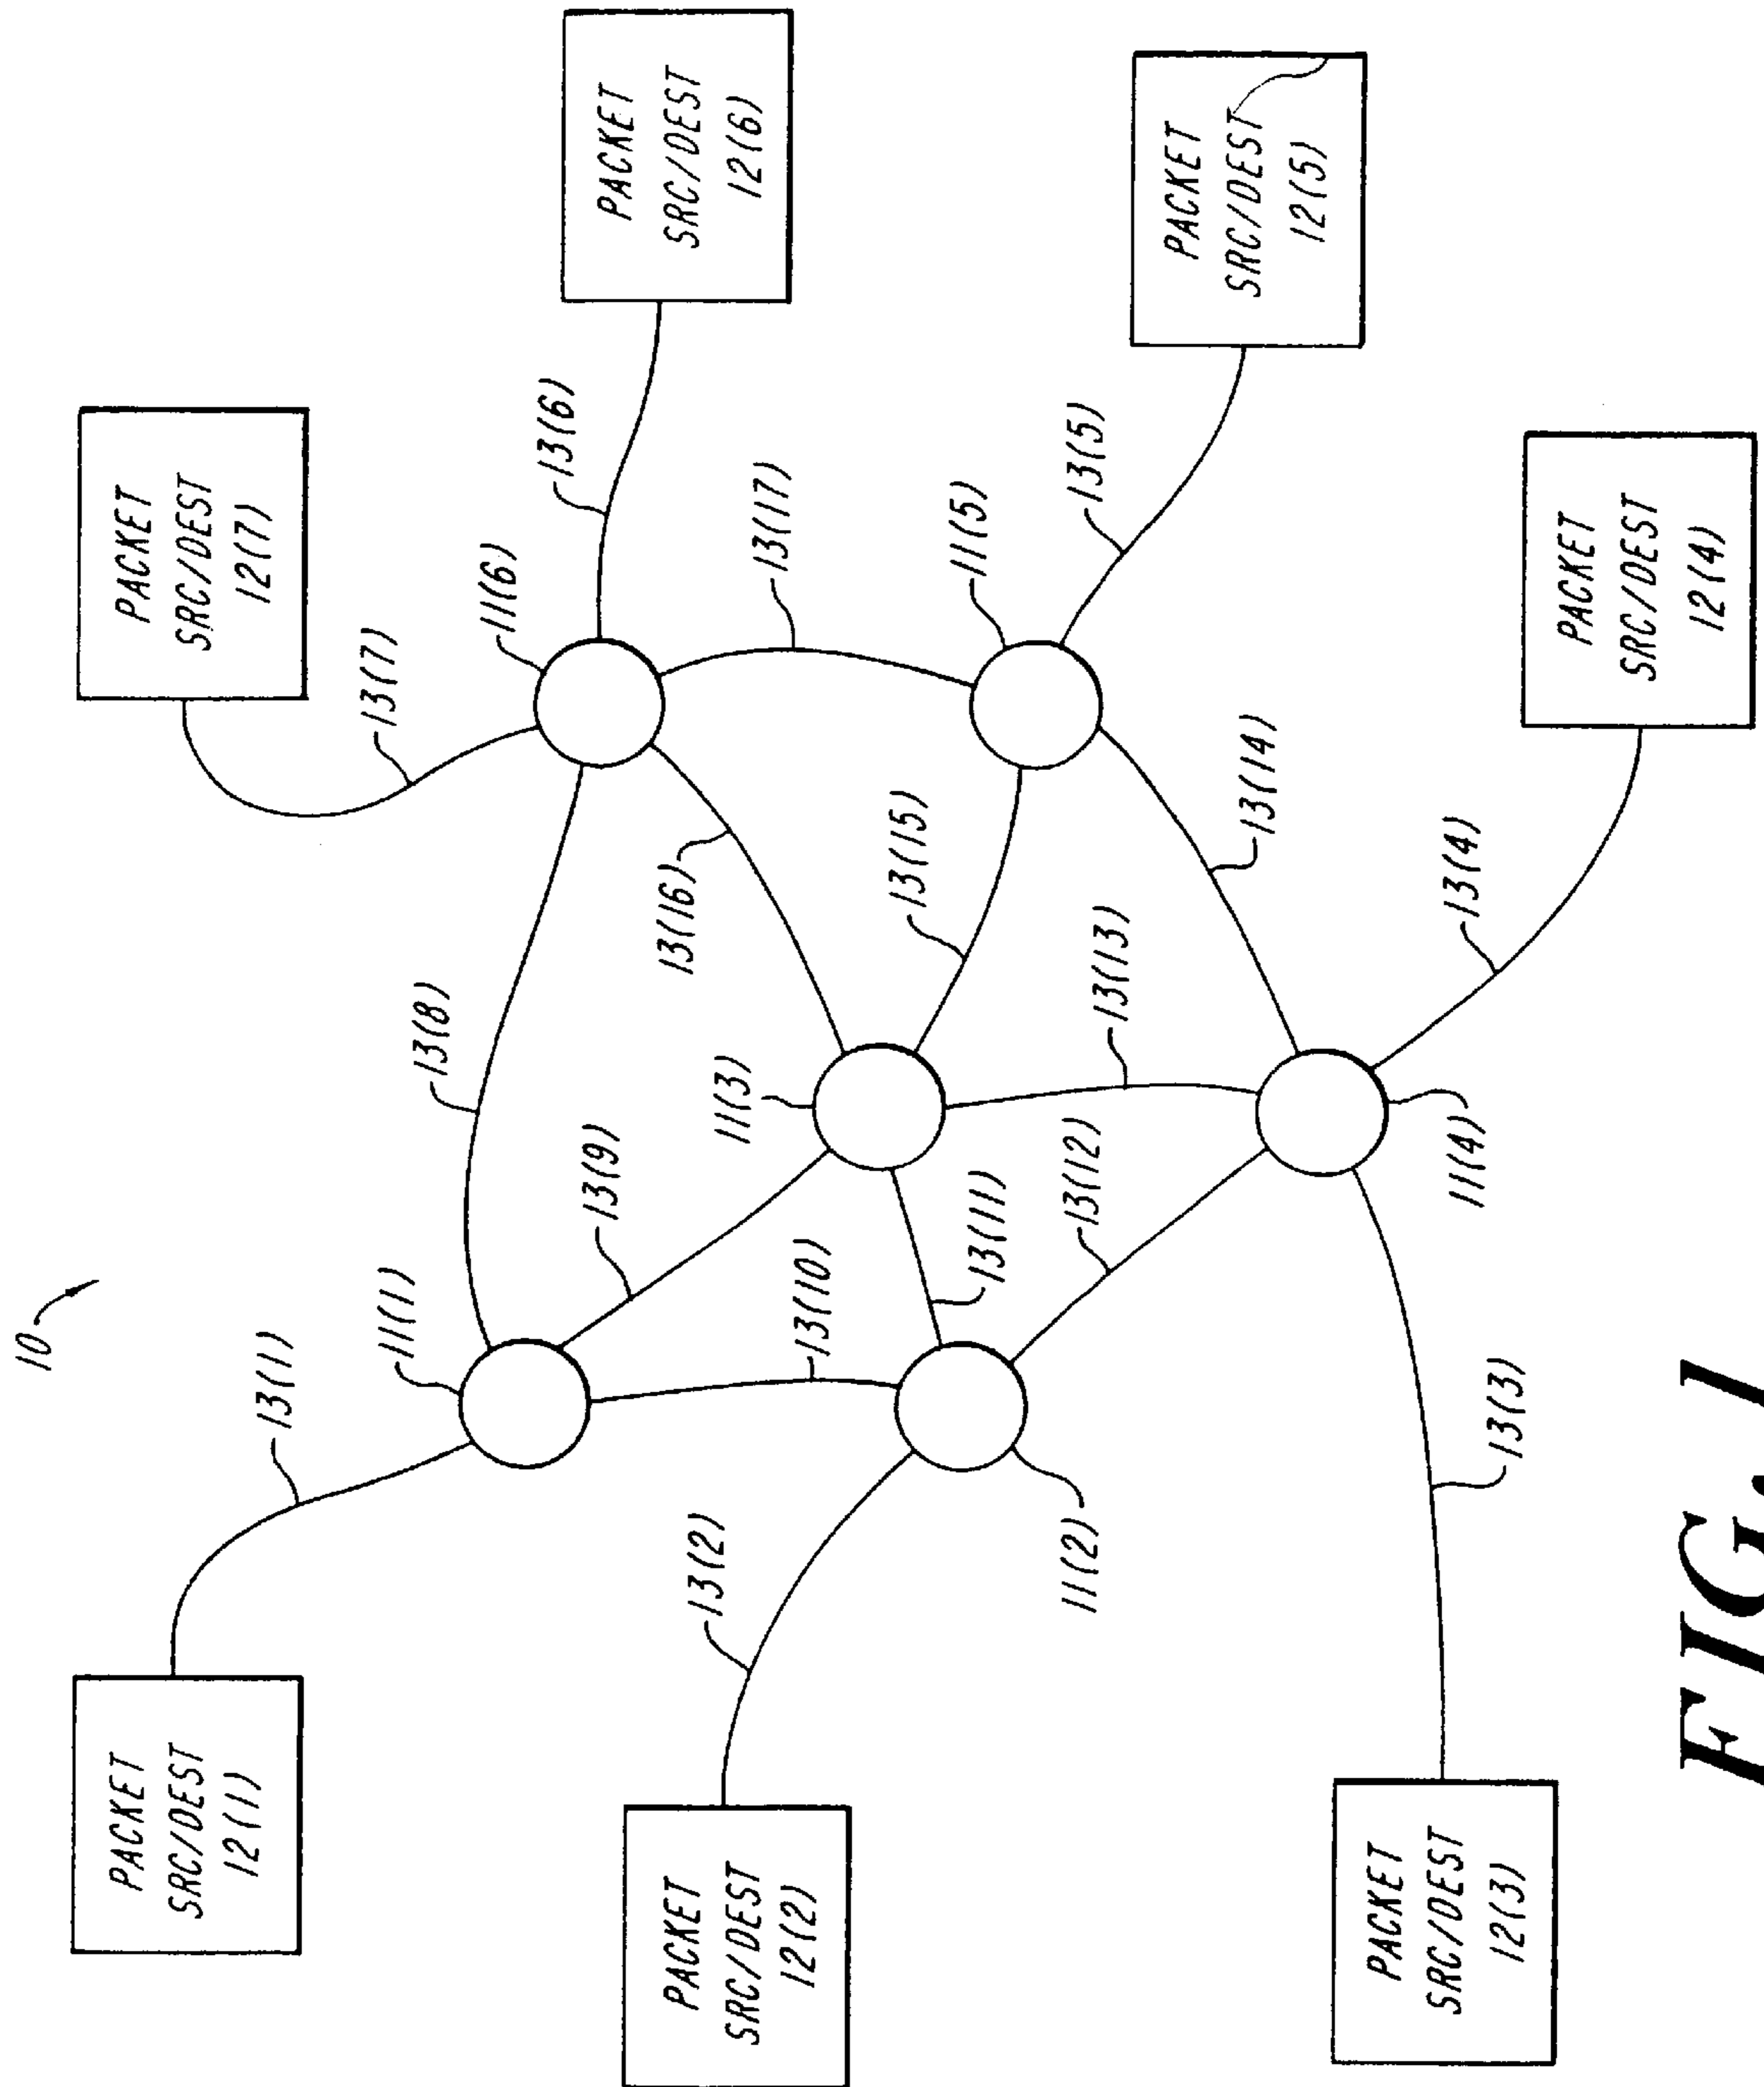 10
PACKET
SRC/DEST
12(1)
13(1)
11(1)
13(8)
13(7)
PACKET
SRC/DEST
12(7)
11(6)
13(6)
PACKET
SRC/DEST
12(6)
13(9)
13(16)
13(17)
13(10)
11(3)
13(15)
11(5)
PACKET
SRC/DEST
12(2)
13(2)
11(2)
13(11)
13(12)
13(13)
13(14)
13(5)
PACKET
SRC/DEST
12(5)
PACKET
SRC/DEST
12(3)
13(3)
11(4)
13(4)
PACKET
SRC/DEST
12(4)
FIG. 1